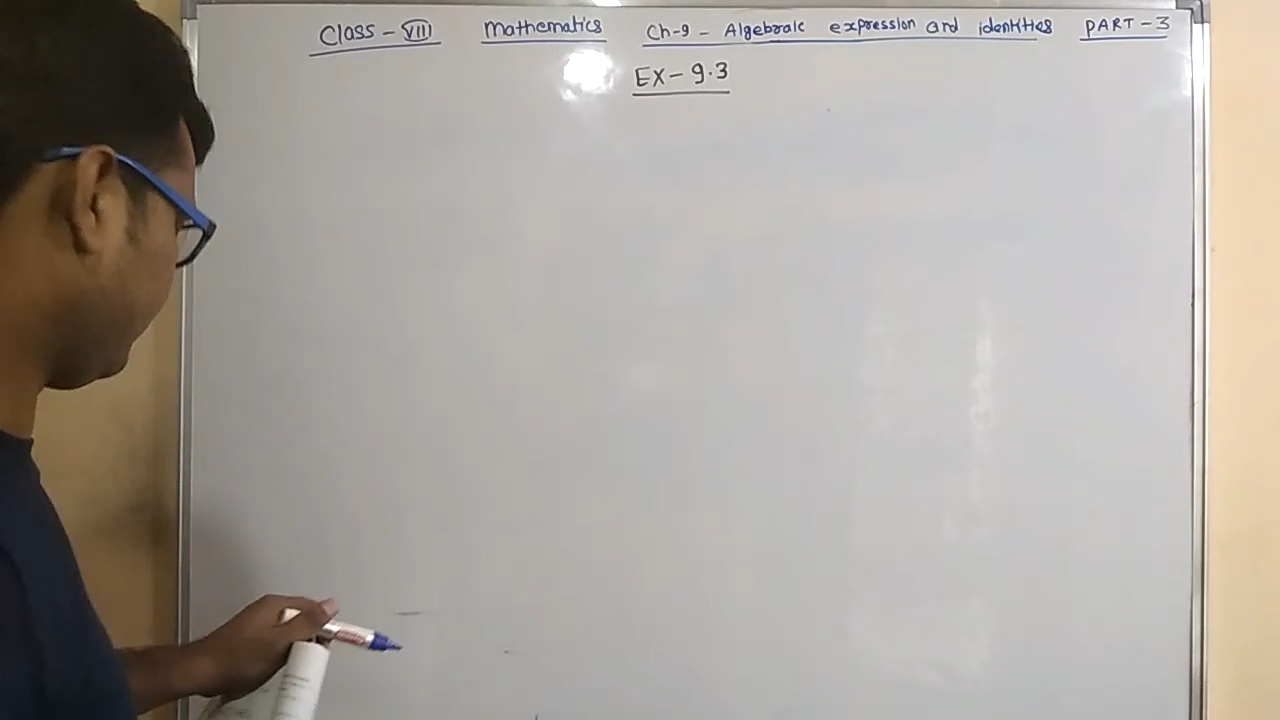 Class - VIII Mathematics Ch-9 - Algebraic expression and identities PART - 3
Ex - 9.3